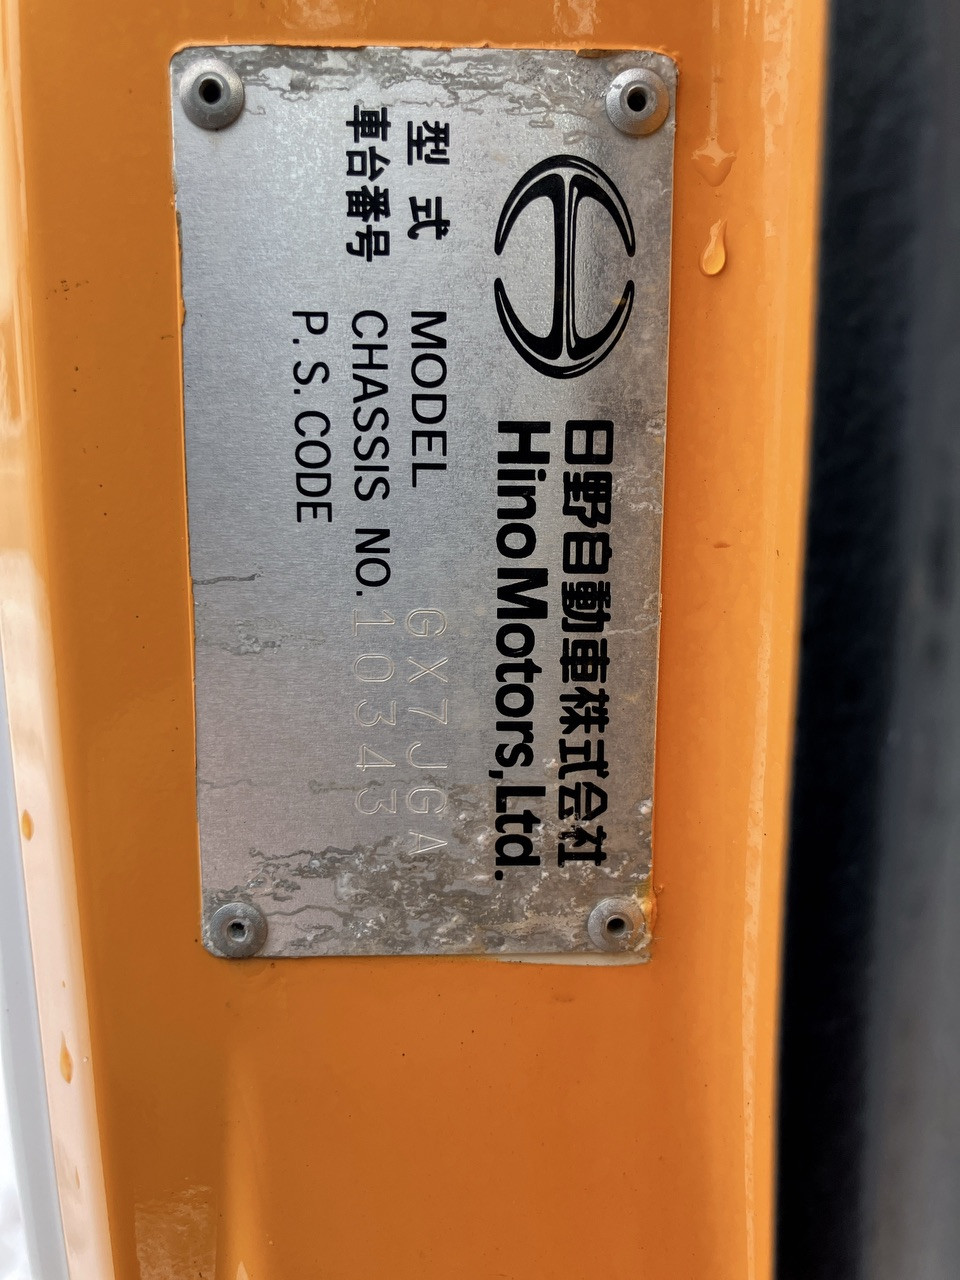 日野自動車株式会社
Hino Motors, Ltd.
型式 MODEL GX7JGA
車台番号 CHASSIS NO. 10343
P. S. CODE